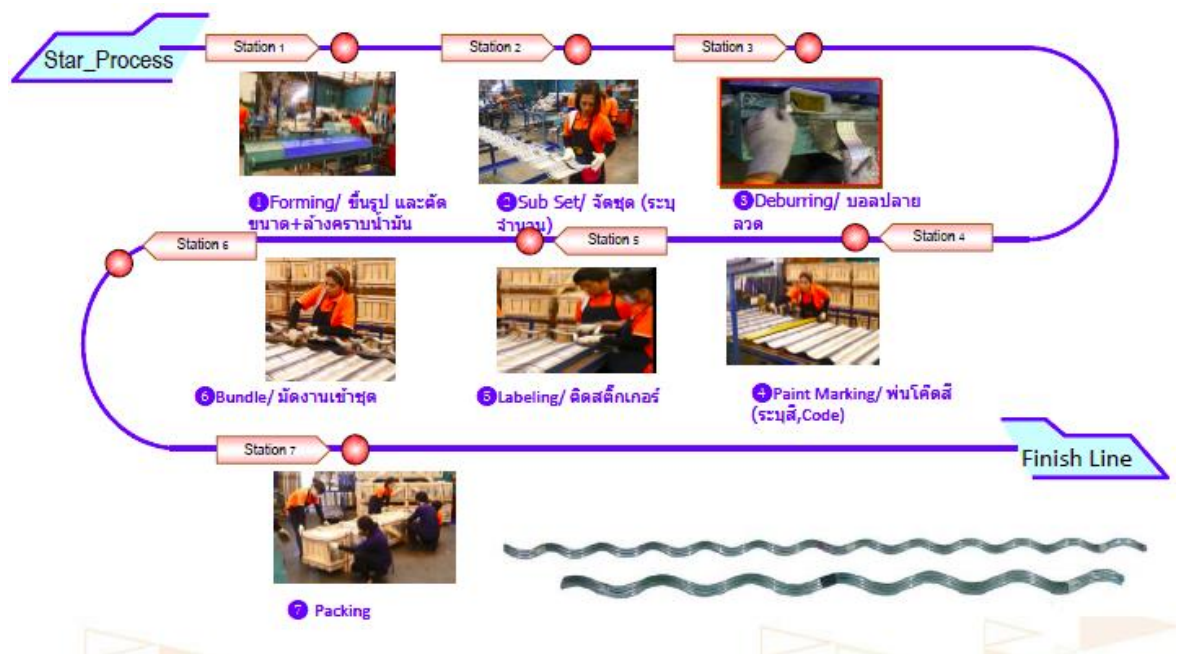 Star_Process
Station 1
Station 2
Station 3
❶Forming/ ขึ้นรูป และตัด
ขนาด+ล้างคราบน้ำมัน
❷Sub Set/ จัดชุด (ระบุ
จำนวน)
❸Deburring/ บอลปลาย
ลวด
Station 6
Station 5
Station 4
❻Bundle/ มัดงานเข้าชุด
❺Labeling/ ติดสติ๊กเกอร์
❹Paint Marking/ พ่นโค๊ดสี
(ระบุสี,Code)
Station 7
Finish Line
❼ Packing